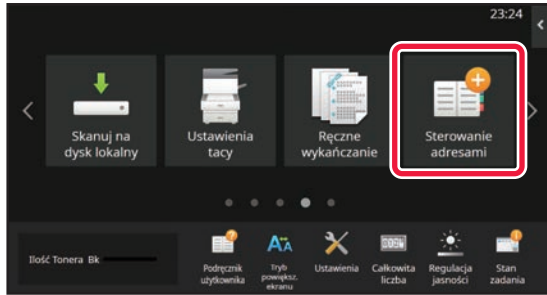 23:24
Skanuj na
dysk lokalny
Ustawienia
tacy
Ręczne
wykańczanie
Sterowanie
adresami
Ilość Tonera Bk
Podręcznik
użytkownika
Tryb
powiększ.
ekranu
Ustawienia
Całkowita
liczba
Regulacja
jasności
Stan
zadania